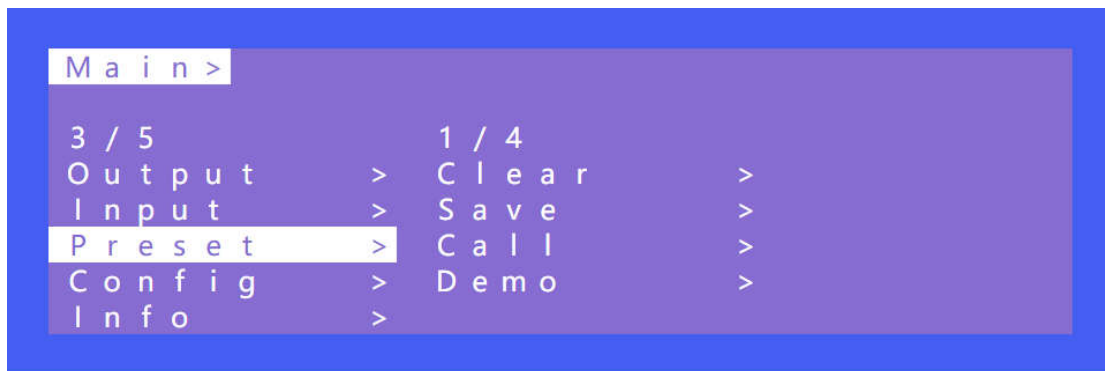 Main>
3/5 1/4
Output > Clear >
Input > Save >
Preset > Call >
Config > Demo >
Info >